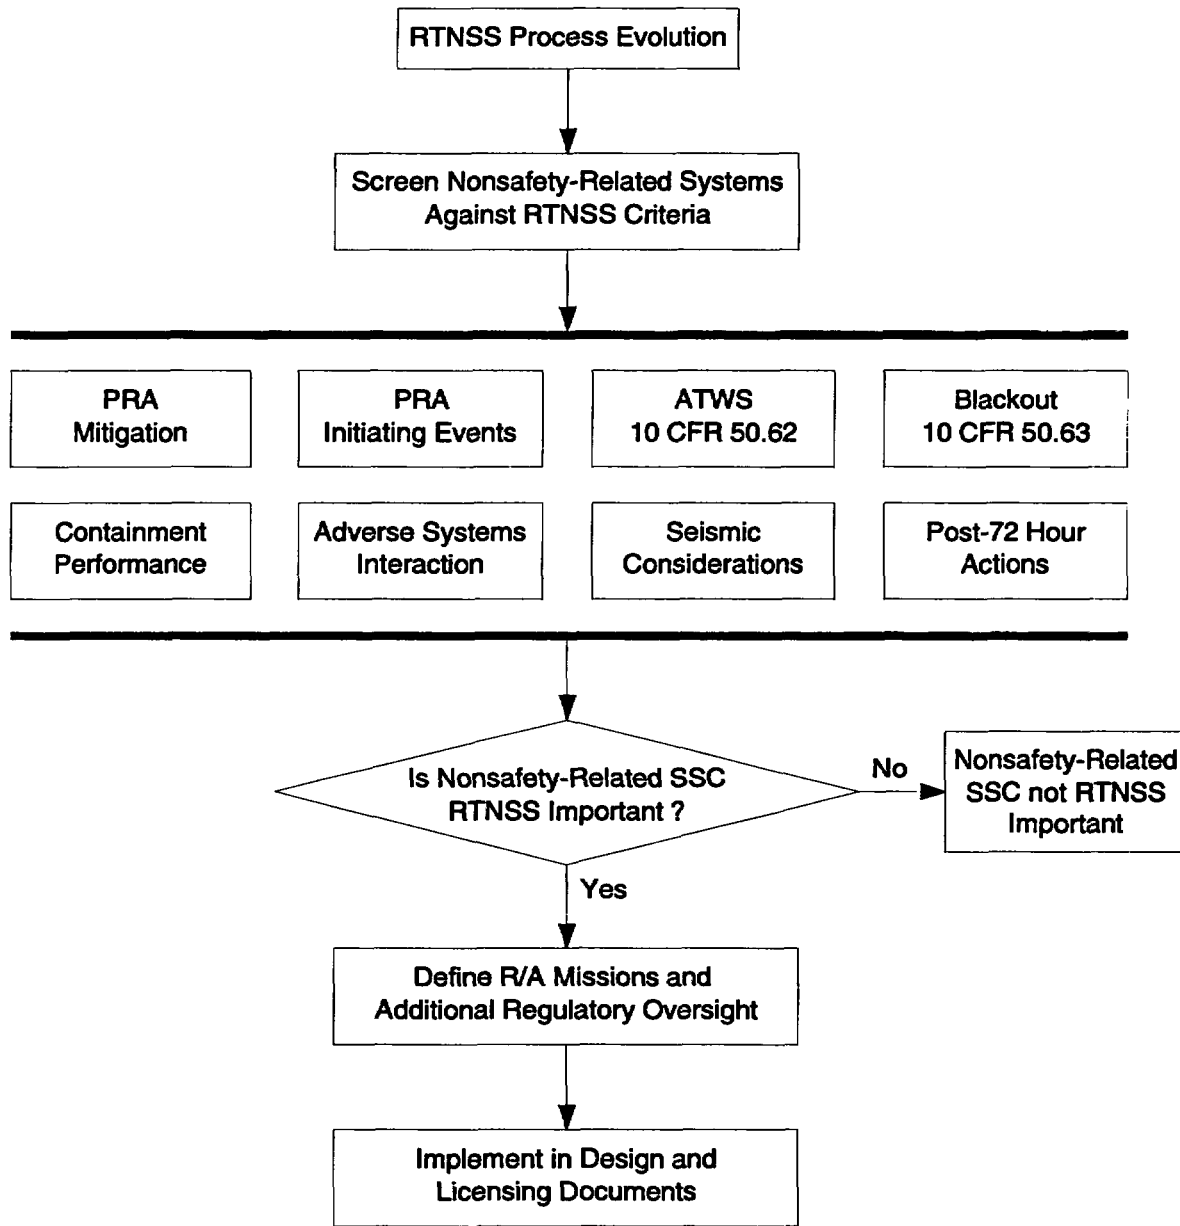 RTNSS Process Evolution
Screen Nonsafety-Related Systems
Against RTNSS Criteria
PRA
Mitigation
PRA
Initiating Events
ATWS
10 CFR 50.62
Blackout
10 CFR 50.63
Containment
Performance
Adverse Systems
Interaction
Seismic
Considerations
Post-72 Hour
Actions
Is Nonsafety-Related SSC
RTNSS Important ?
No
Nonsafety-Related
SSC not RTNSS
Important
Yes
Define R/A Missions and
Additional Regulatory Oversight
Implement in Design and
Licensing Documents